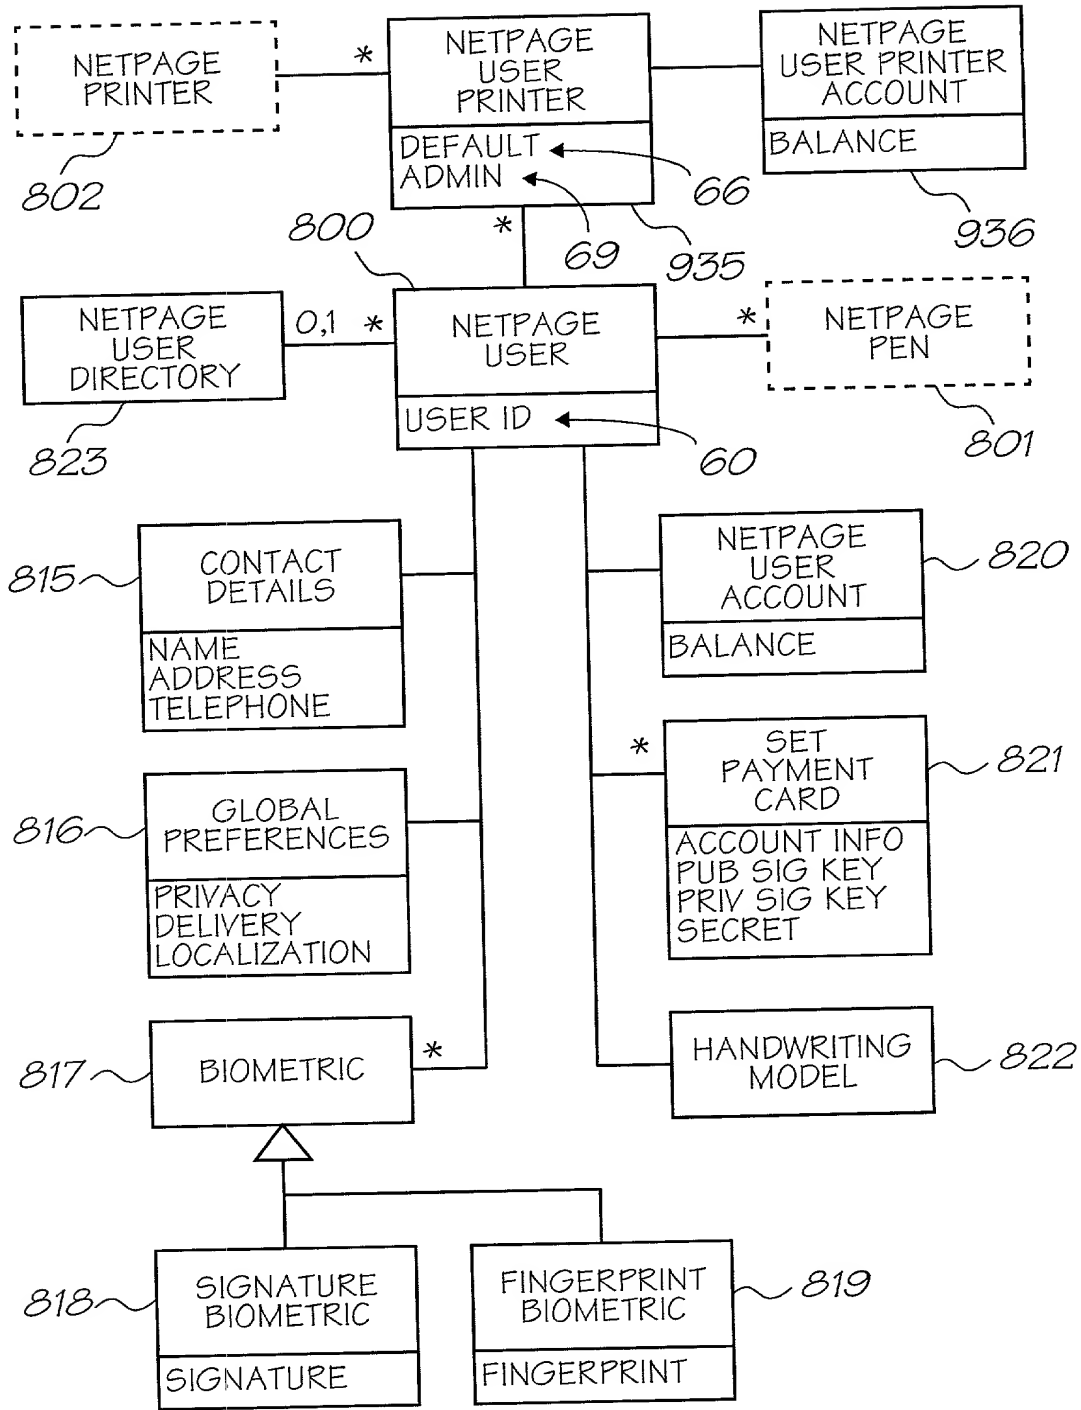 NETPAGE
PRINTER
802
*
NETPAGE
USER
PRINTER
DEFAULT
ADMIN
66
69
935
NETPAGE
USER PRINTER
ACCOUNT
BALANCE
936
*
800
NETPAGE
USER
DIRECTORY
823
0,1
*
NETPAGE
USER
USER ID
60
*
NETPAGE
PEN
801
815
CONTACT
DETAILS
NAME
ADDRESS
TELEPHONE
NETPAGE
USER
ACCOUNT
BALANCE
820
816
GLOBAL
PREFERENCES
PRIVACY
DELIVERY
LOCALIZATION
*
SET
PAYMENT
CARD
ACCOUNT INFO
PUB SIG KEY
PRIV SIG KEY
SECRET
821
817
BIOMETRIC
*
HANDWRITING
MODEL
822
818
SIGNATURE
BIOMETRIC
SIGNATURE
FINGERPRINT
BIOMETRIC
FINGERPRINT
819